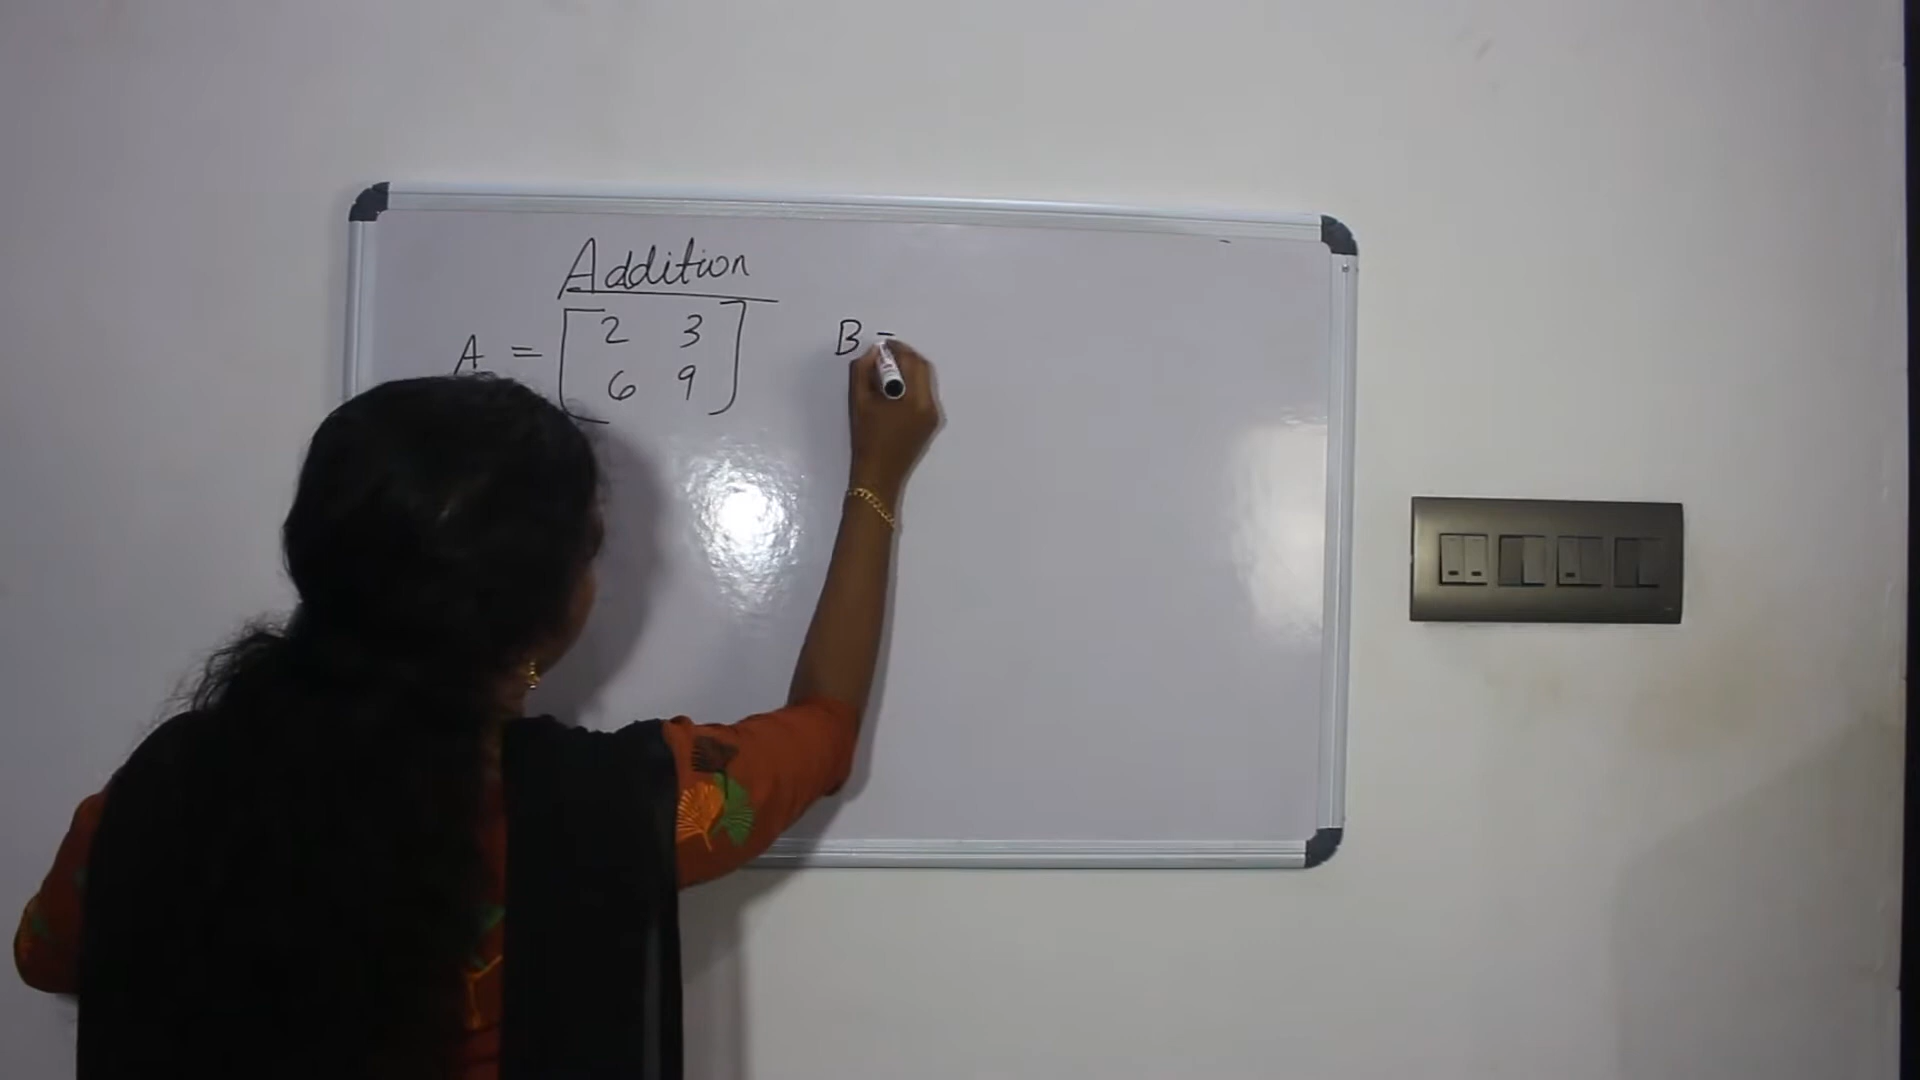 Addition
A = [ 2 3 B =
6 9 ]